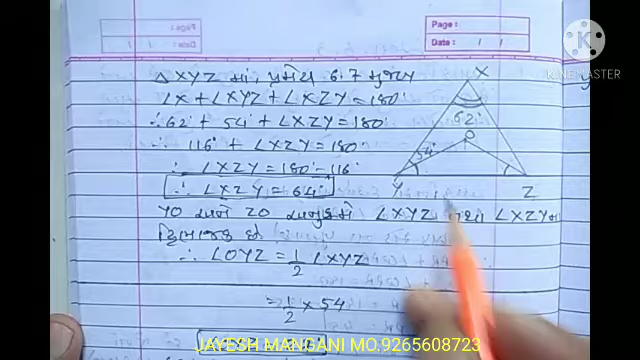 Page :
Date : / /
KINEMASTER
Δ XYZ માં, પ્રમેય 6.7 મુજબ
∠X + ∠XYZ + ∠XZY = 180°
∴ 62° + 54° + ∠XZY = 180°
∴ 116° + ∠XZY = 180°
∴ ∠XZY = 180° - 116°
∴ ∠XZY = 64°
X
62°
O
54°
Y
Z
YO અને ZO અનુક્રમે ∠XYZ તથા ∠XZY ના
દ્વિભાજક છે.
∴ ∠OYZ = 1/2 ∠XYZ
= 1/2 × 54
JAYESH MANGANI MO.9265608723